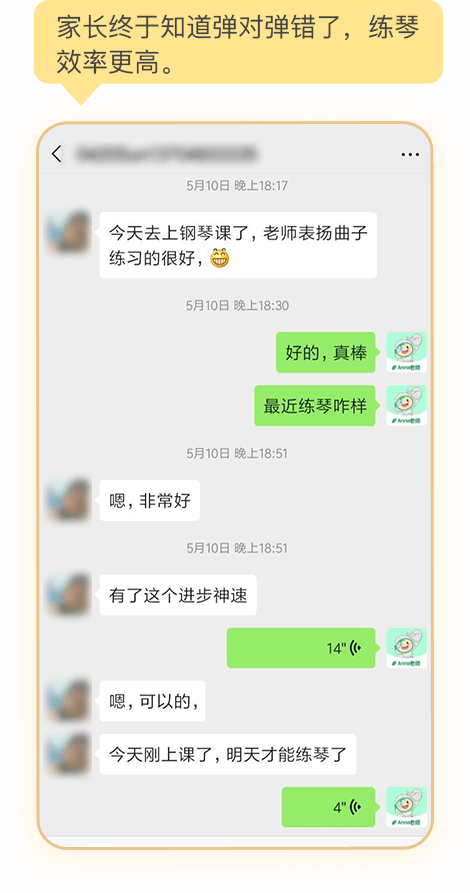 家长终于知道弹对弹错了，练琴
效率更高。
5月10日 晚上18:17
今天去上钢琴课了，老师表扬曲子
练习的很好，😁
5月10日 晚上18:30
好的，真棒
Anna老师
最近练琴咋样
Anna老师
5月10日 晚上18:51
嗯，非常好
5月10日 晚上18:51
有了这个进步神速
14"
Anna老师
嗯，可以的，
今天刚上课了，明天才能练琴了
4"
Anna老师